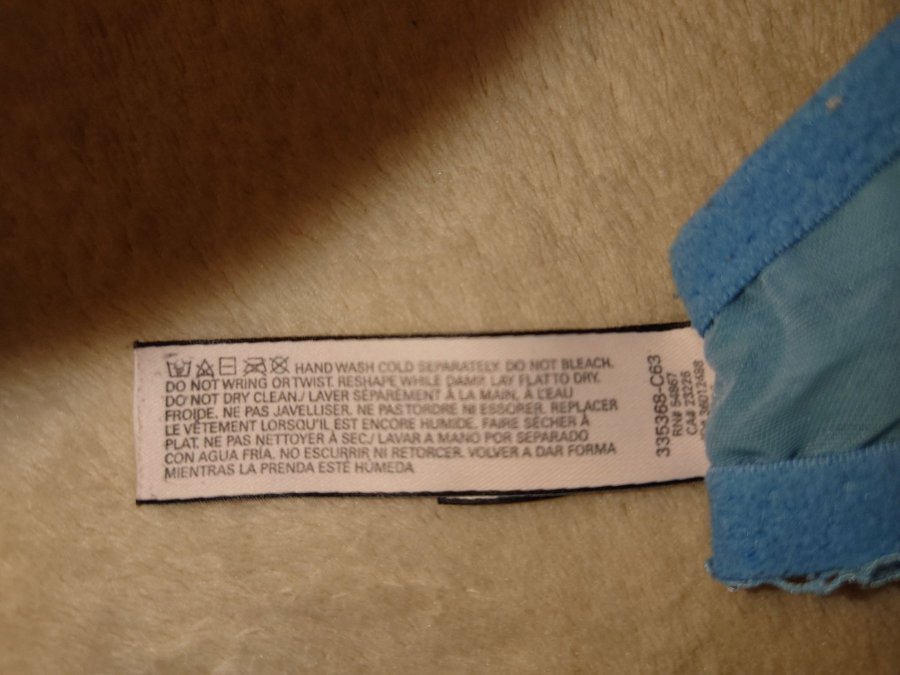 HAND WASH COLD SEPARATELY. DO NOT BLEACH.
DO NOT WRING OR TWIST. RESHAPE WHILE DAMP. LAY FLAT TO DRY.
DO NOT DRY CLEAN./ LAVER SÉPARÉMENT À LA MAIN, À L'EAU
FROIDE. NE PAS JAVELLISER. NE PAS TORDRE NI ESSORER. REPLACER
LE VÊTEMENT LORSQU'IL EST ENCORE HUMIDE. FAIRE SÉCHER À
PLAT. NE PAS NETTOYER À SEC./ LAVAR A MANO POR SEPARADO
CON AGUA FRÍA. NO ESCURRIR NI RETORCER. VOLVER A DAR FORMA
MIENTRAS LA PRENDA ESTÉ HÚMEDA
335368-C63
RN# 54867
CA# 23226
36012488